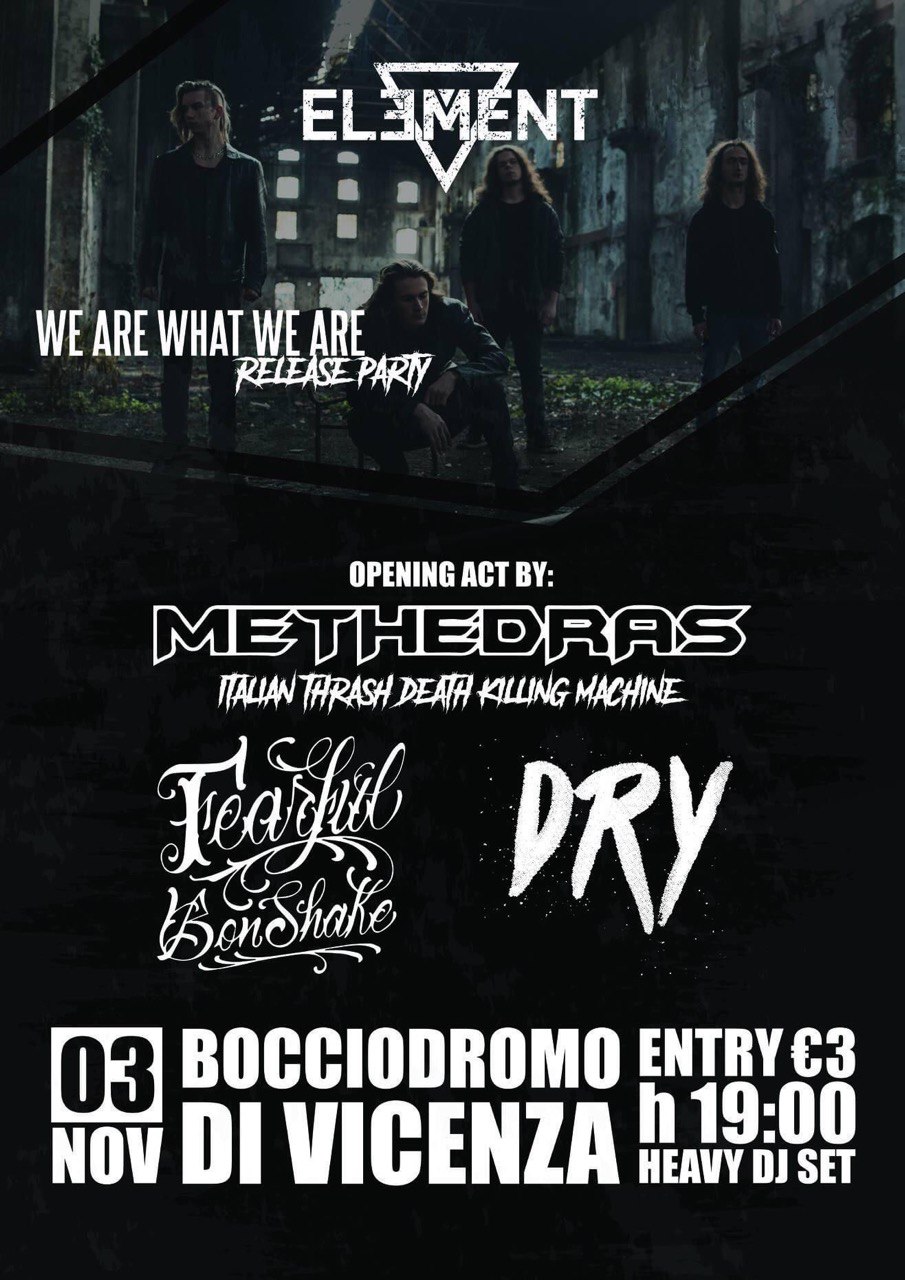 ELEMENT
WE ARE WHAT WE ARE
RELEASE PARTY
OPENING ACT BY:
METHEDRAS
ITALIAN THRASH DEATH KILLING MACHINE
Fearful
BonShake
DRY
03
NOV
BOCCIODROMO
DI VICENZA
ENTRY €3
h 19:00
HEAVY DJ SET